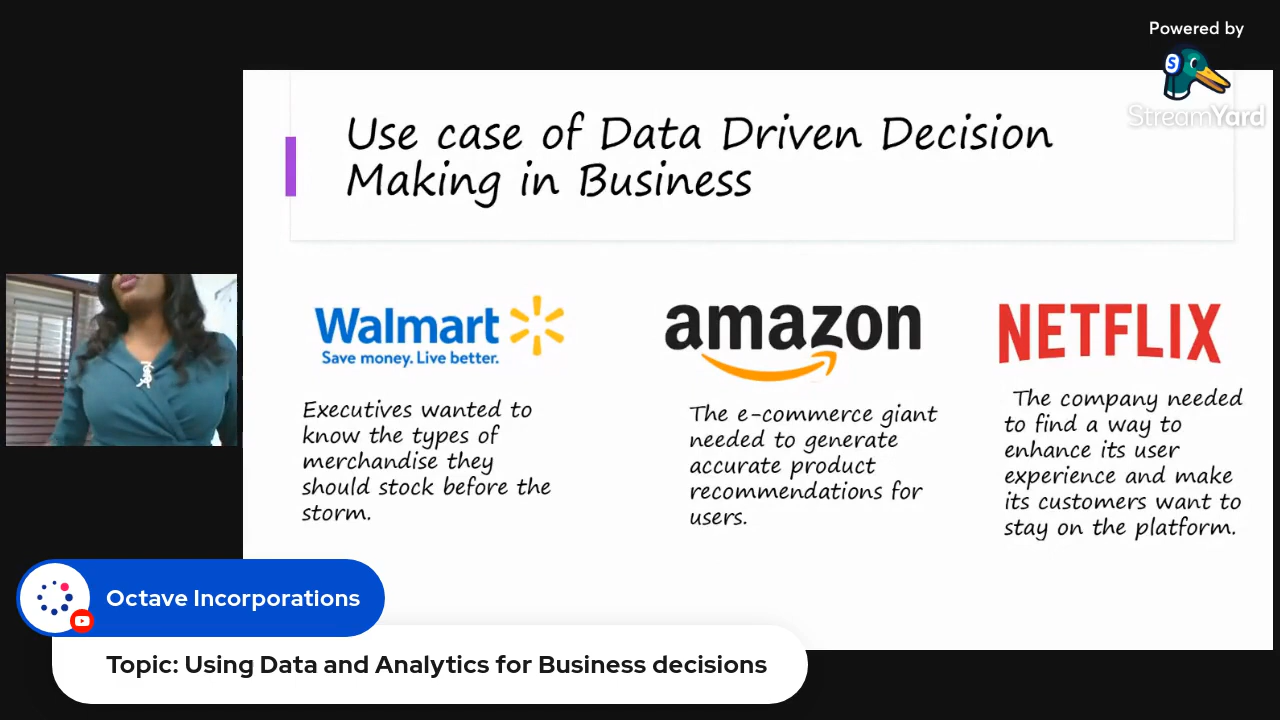 Powered by
StreamYard
Use case of Data Driven Decision
Making in Business
Walmart
Save money. Live better.
Executives wanted to
know the types of
merchandise they
should stock before the
storm.
amazon
The e-commerce giant
needed to generate
accurate product
recommendations for
users.
NETFLIX
The company needed
to find a way to
enhance its user
experience and make
its customers want to
stay on the platform.
Octave Incorporations
Topic: Using Data and Analytics for Business decisions